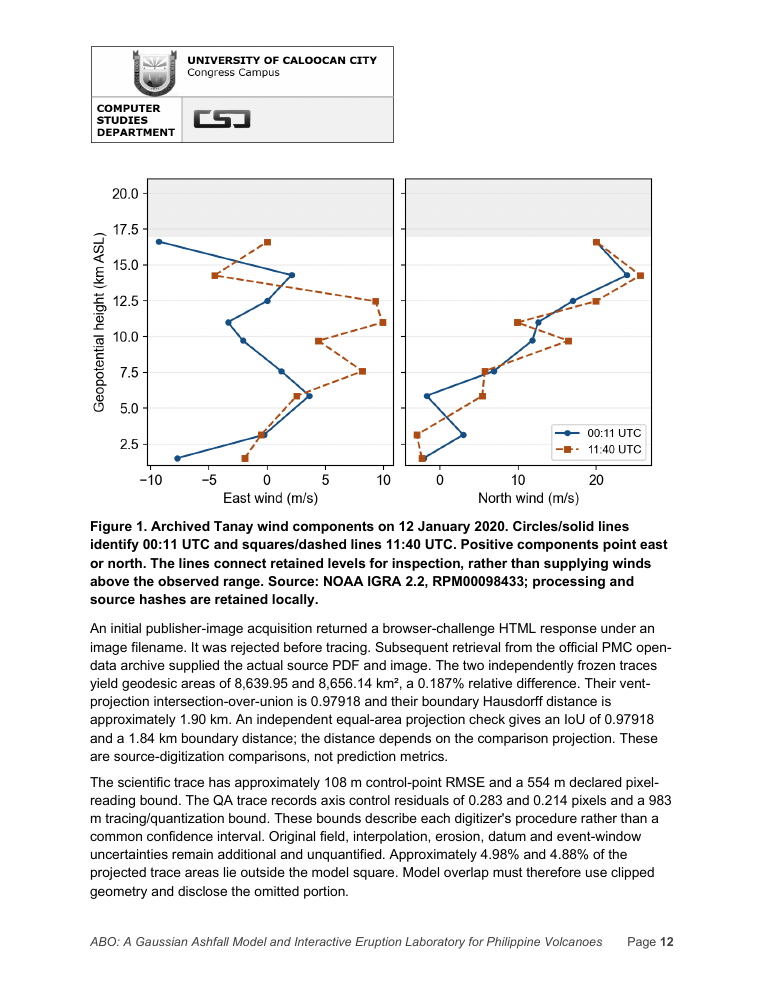 UNIVERSITY OF CALOOCAN CITY
Congress Campus
COMPUTER
STUDIES
DEPARTMENT
CSD
20.0
17.5
15.0
12.5
10.0
7.5
5.0
2.5
Geopotential height (km ASL)
−10 −5 0 5 10
East wind (m/s)
0 10 20
North wind (m/s)
00:11 UTC
11:40 UTC
Figure 1. Archived Tanay wind components on 12 January 2020. Circles/solid lines
identify 00:11 UTC and squares/dashed lines 11:40 UTC. Positive components point east
or north. The lines connect retained levels for inspection, rather than supplying winds
above the observed range. Source: NOAA IGRA 2.2, RPM00098433; processing and
source hashes are retained locally.
An initial publisher-image acquisition returned a browser-challenge HTML response under an
image filename. It was rejected before tracing. Subsequent retrieval from the official PMC open-
data archive supplied the actual source PDF and image. The two independently frozen traces
yield geodesic areas of 8,639.95 and 8,656.14 km², a 0.187% relative difference. Their vent-
projection intersection-over-union is 0.97918 and their boundary Hausdorff distance is
approximately 1.90 km. An independent equal-area projection check gives an IoU of 0.97918
and a 1.84 km boundary distance; the distance depends on the comparison projection. These
are source-digitization comparisons, not prediction metrics.
The scientific trace has approximately 108 m control-point RMSE and a 554 m declared pixel-
reading bound. The QA trace records axis control residuals of 0.283 and 0.214 pixels and a 983
m tracing/quantization bound. These bounds describe each digitizer's procedure rather than a
common confidence interval. Original field, interpolation, erosion, datum and event-window
uncertainties remain additional and unquantified. Approximately 4.98% and 4.88% of the
projected trace areas lie outside the model square. Model overlap must therefore use clipped
geometry and disclose the omitted portion.
ABO: A Gaussian Ashfall Model and Interactive Eruption Laboratory for Philippine Volcanoes Page 12